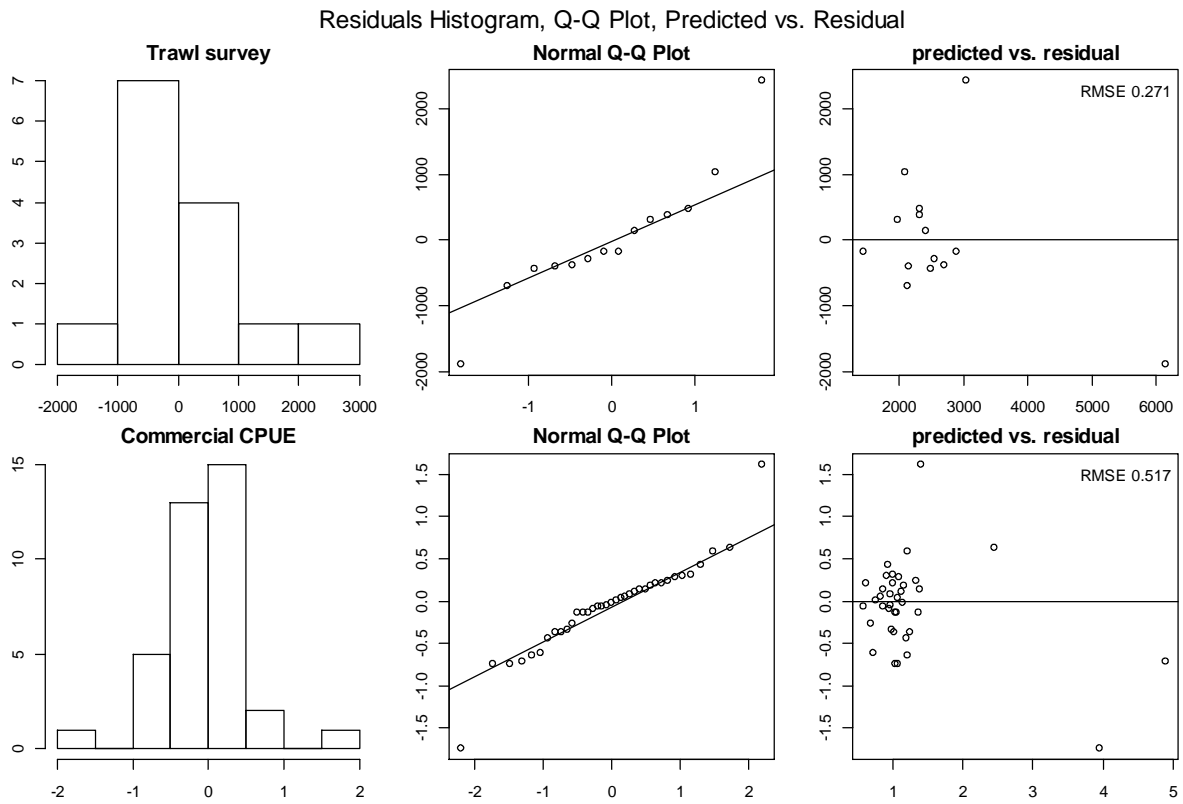 Residuals Histogram, Q-Q Plot, Predicted vs. Residual
Trawl survey
Normal Q-Q Plot
predicted vs. residual
7
6
5
4
3
2
1
0
-2000 -1000 0 1000 2000 3000
2000
1000
0
-1000
-2000
-1 0 1
2000
1000
0
-1000
-2000
RMSE 0.271
2000 3000 4000 5000 6000
Commercial CPUE
Normal Q-Q Plot
predicted vs. residual
15
10
5
0
-2 -1 0 1 2
1.5
1.0
0.5
0.0
-0.5
-1.0
-1.5
-2 -1 0 1 2
1.5
1.0
0.5
0.0
-0.5
-1.0
-1.5
RMSE 0.517
1 2 3 4 5